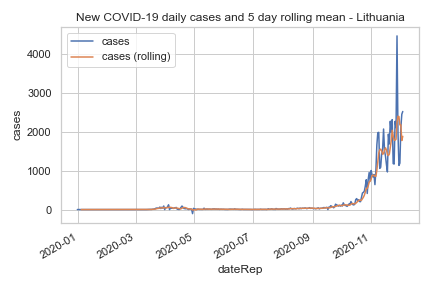 New COVID-19 daily cases and 5 day rolling mean - Lithuania
cases
cases (rolling)
4000
3000
2000
1000
0
cases
2020-01
2020-03
2020-05
2020-07
2020-09
2020-11
dateRep